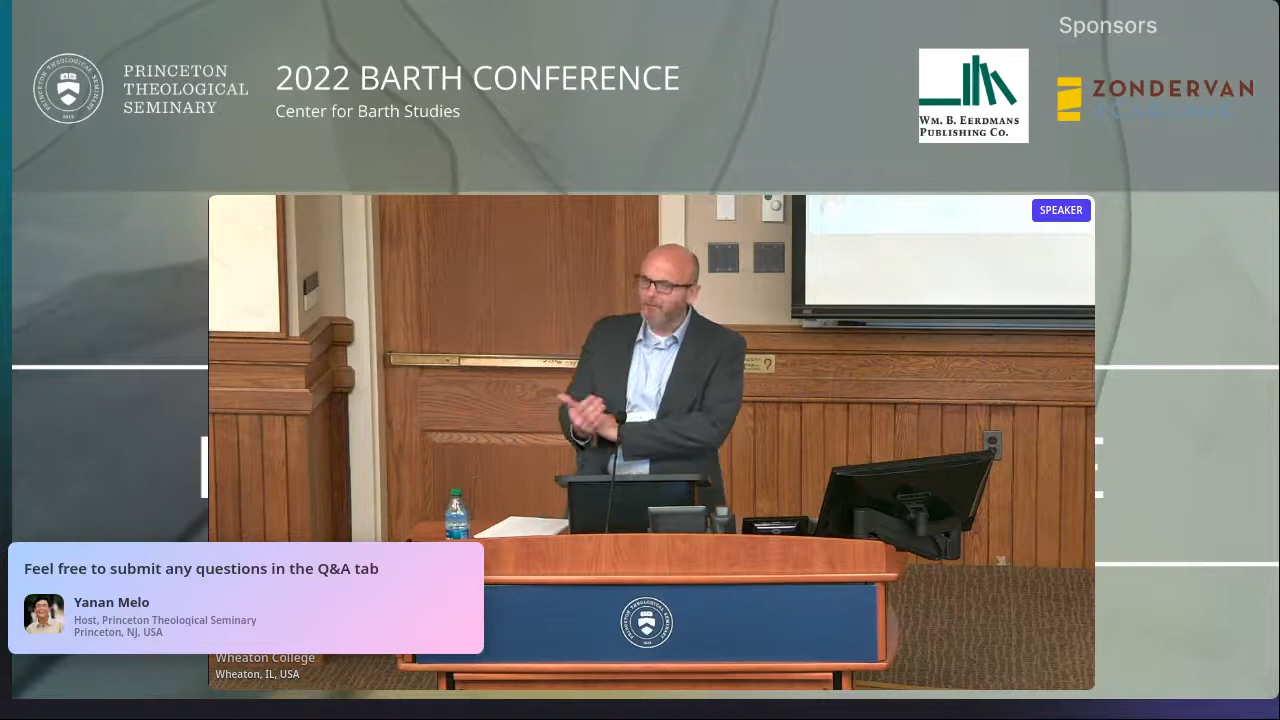 Sponsors
PRINCETON
THEOLOGICAL
SEMINARY
2022 BARTH CONFERENCE
Center for Barth Studies
WM. B. EERDMANS
PUBLISHING CO.
ZONDERVAN
SPEAKER
Feel free to submit any questions in the Q&A tab
Yanan Melo
Host, Princeton Theological Seminary
Princeton, NJ, USA
Wheaton College
Wheaton, IL, USA